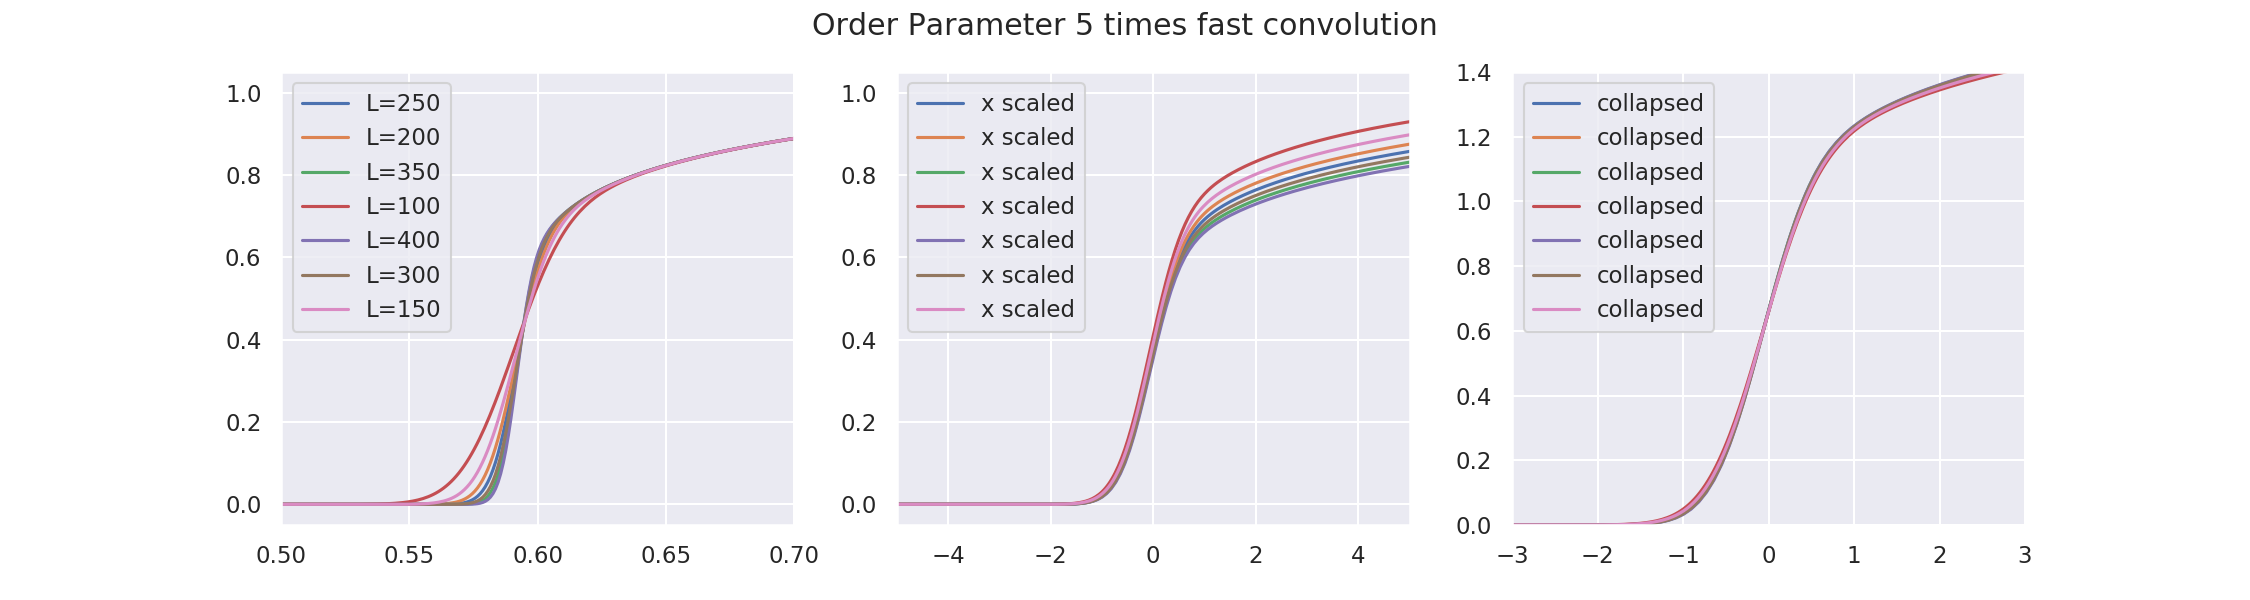 Order Parameter 5 times fast convolution
1.0
0.8
0.6
0.4
0.2
0.0
L=250
L=200
L=350
L=100
L=400
L=300
L=150
0.50 0.55 0.60 0.65 0.70
1.0
0.8
0.6
0.4
0.2
0.0
x scaled
x scaled
x scaled
x scaled
x scaled
x scaled
x scaled
−4 −2 0 2 4
1.4
1.2
1.0
0.8
0.6
0.4
0.2
0.0
collapsed
collapsed
collapsed
collapsed
collapsed
collapsed
collapsed
−3 −2 −1 0 1 2 3